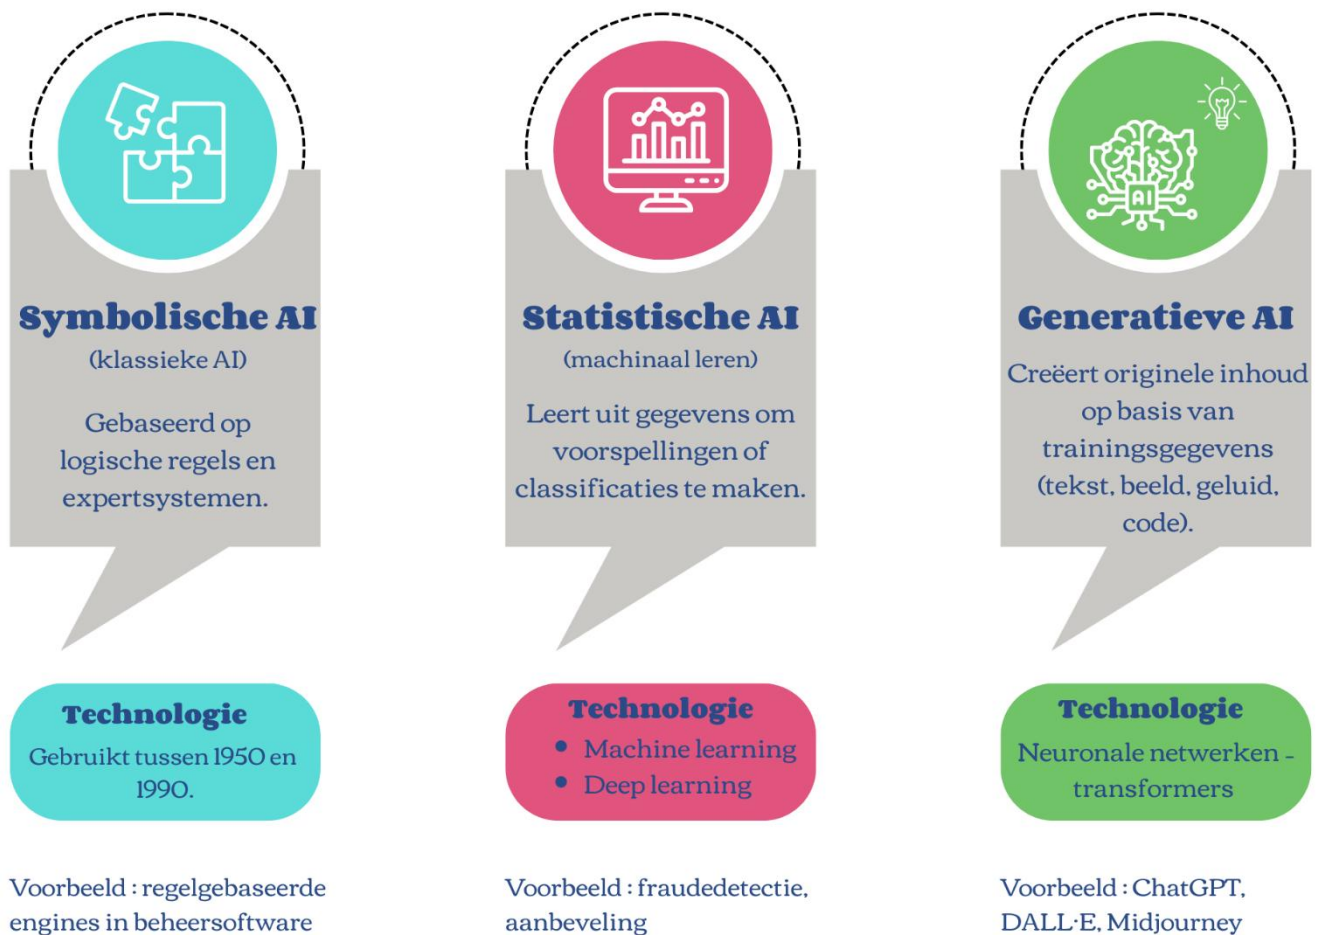 Symbolische AI
(klassieke AI)
Gebaseerd op
logische regels en
expertsystemen.
Technologie
Gebruikt tussen 1950 en
1990.
Voorbeeld : regelgebaseerde
engines in beheersoftware
Statistische AI
(machinaal leren)
Leert uit gegevens om
voorspellingen of
classificaties te maken.
Technologie
• Machine learning
• Deep learning
Voorbeeld : fraudedetectie,
aanbeveling
AI
Generatieve AI
Creëert originele inhoud
op basis van
trainingsgegevens
(tekst, beeld, geluid,
code).
Technologie
Neuronale netwerken -
transformers
Voorbeeld : ChatGPT,
DALL·E, Midjourney